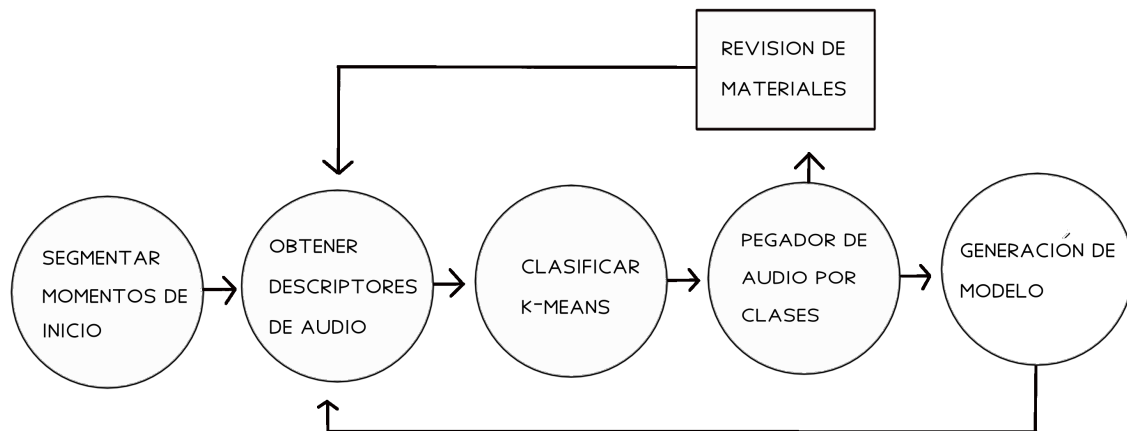 REVISION DE
MATERIALES
SEGMENTAR
MOMENTOS DE
INICIO
OBTENER
DESCRIPTORES
DE AUDIO
CLASIFICAR
K-MEANS
PEGADOR DE
AUDIO POR
CLASES
GENERACIÓN DE
MODELO